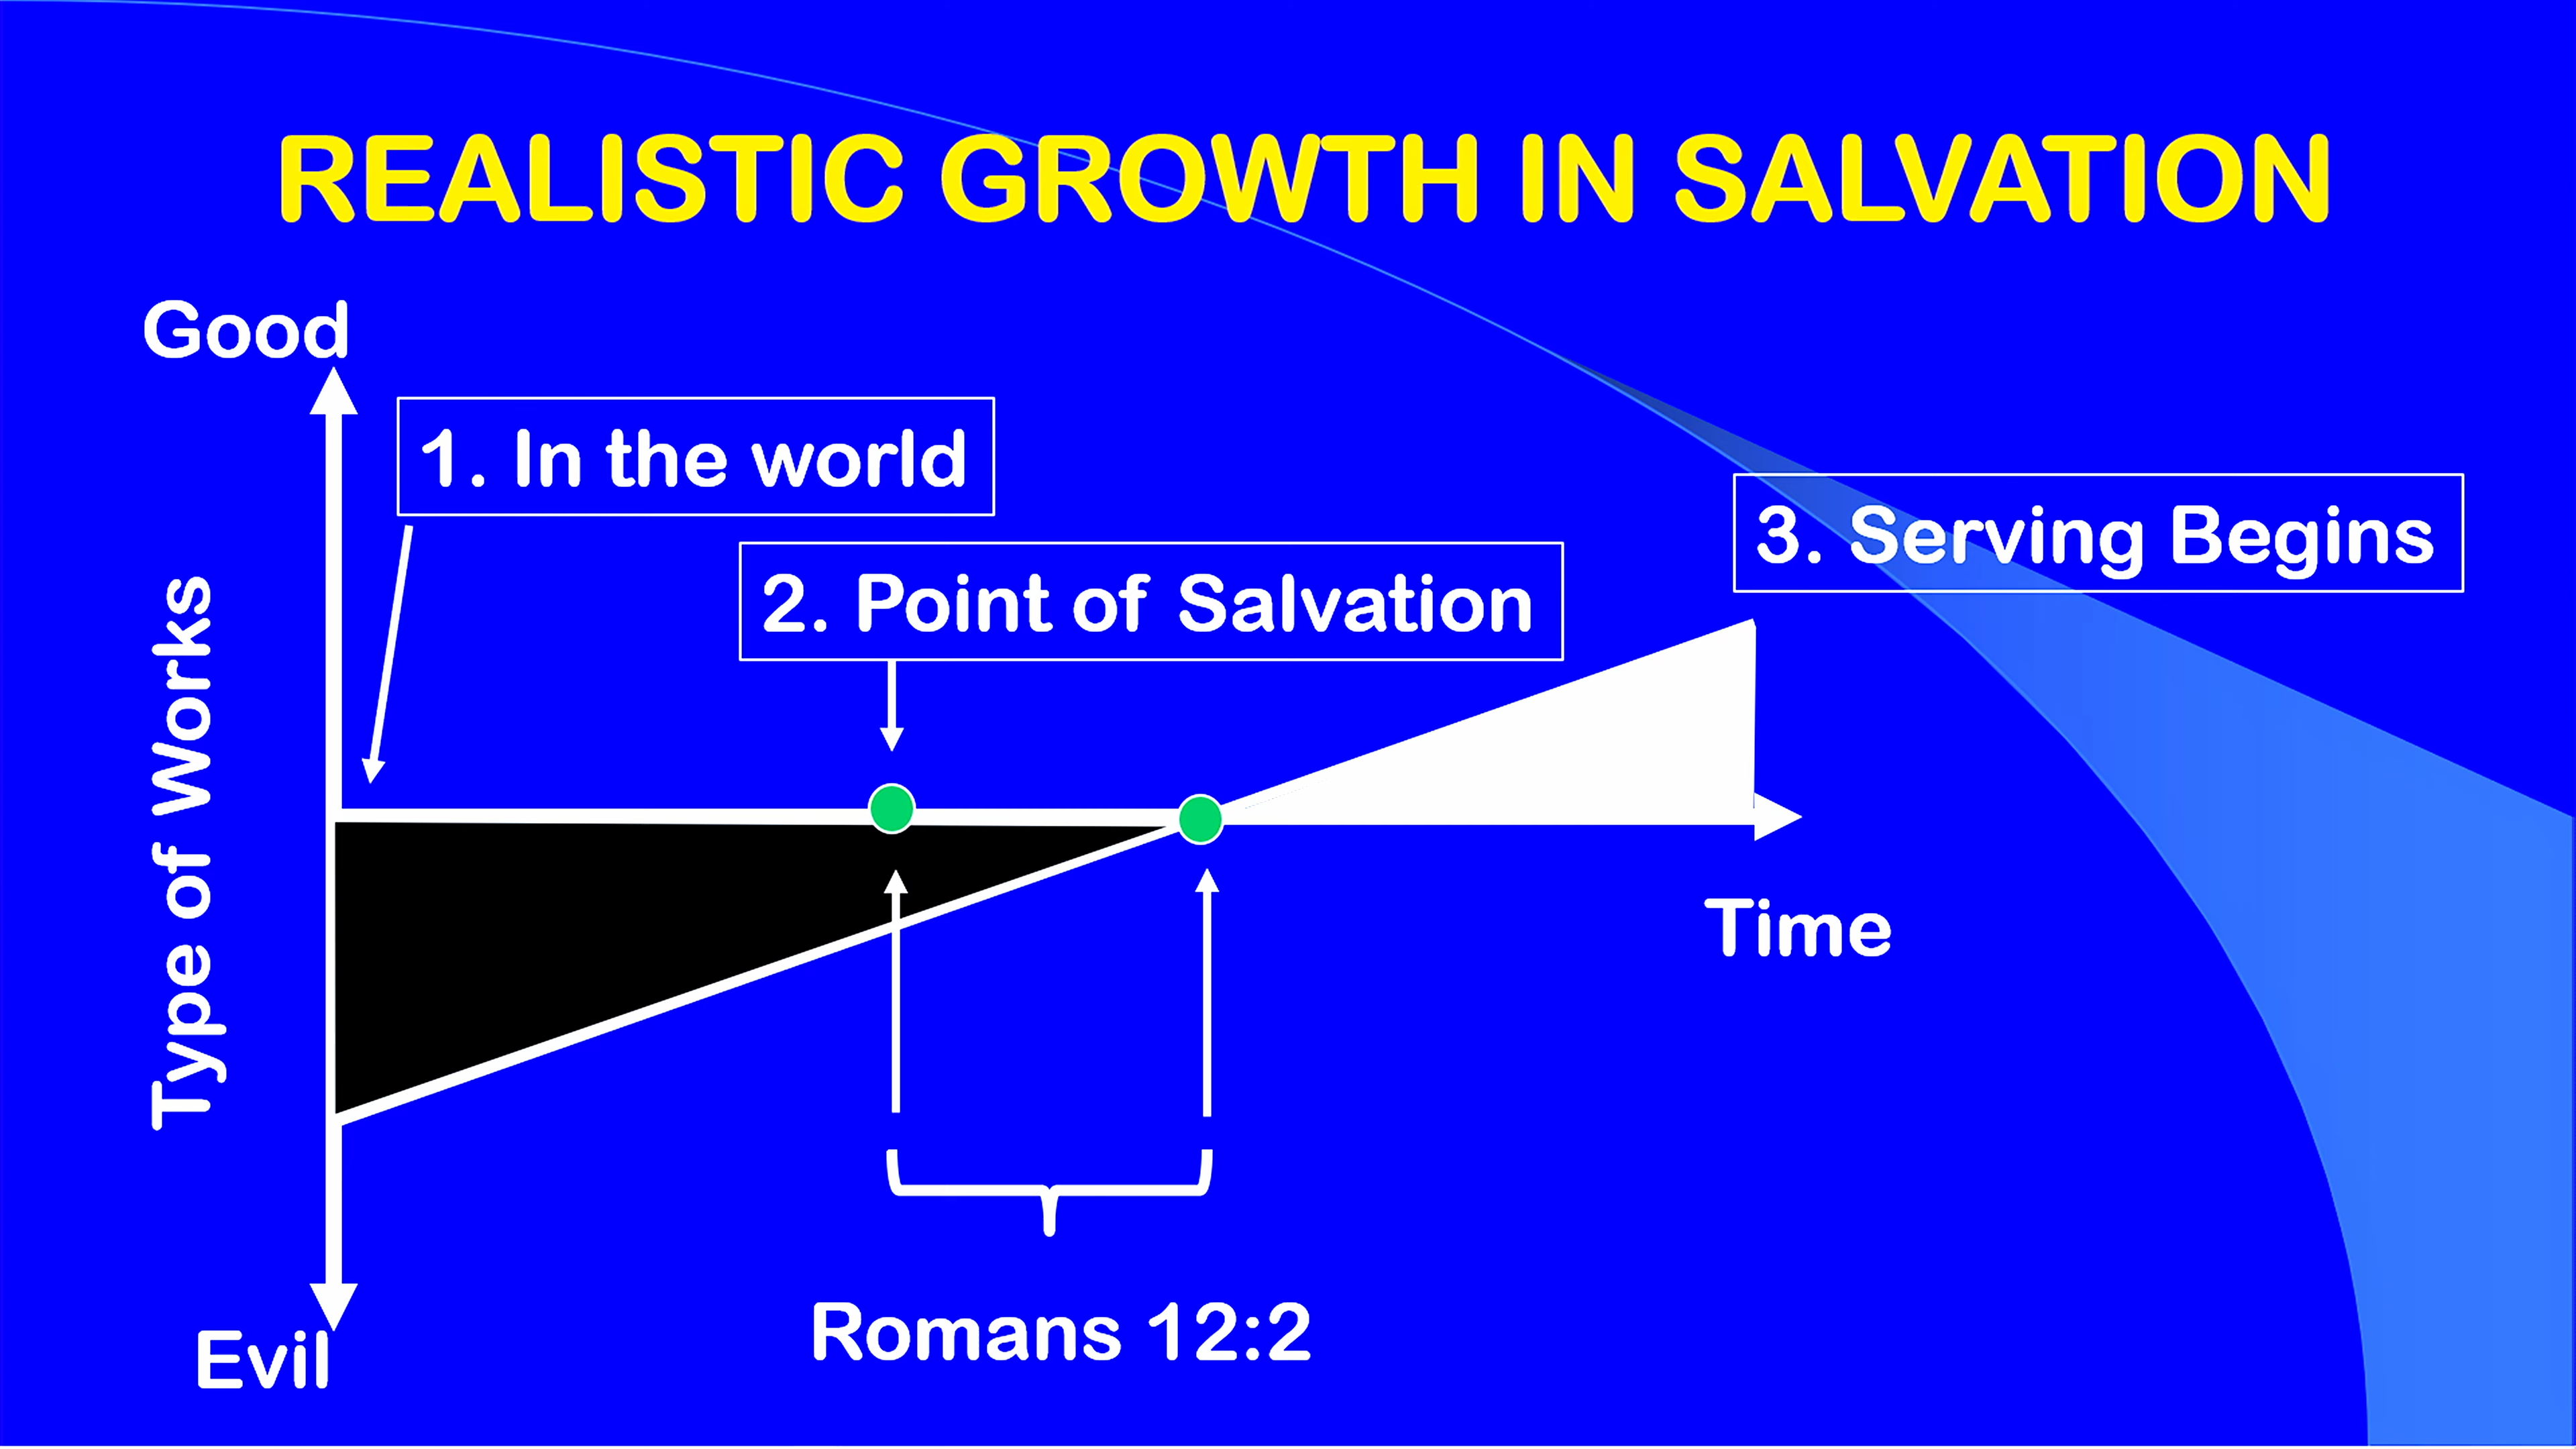 REALISTIC GROWTH IN SALVATION
Good
1. In the world
3. Serving Begins
2. Point of Salvation
Type of Works
Time
Romans 12:2
Evil